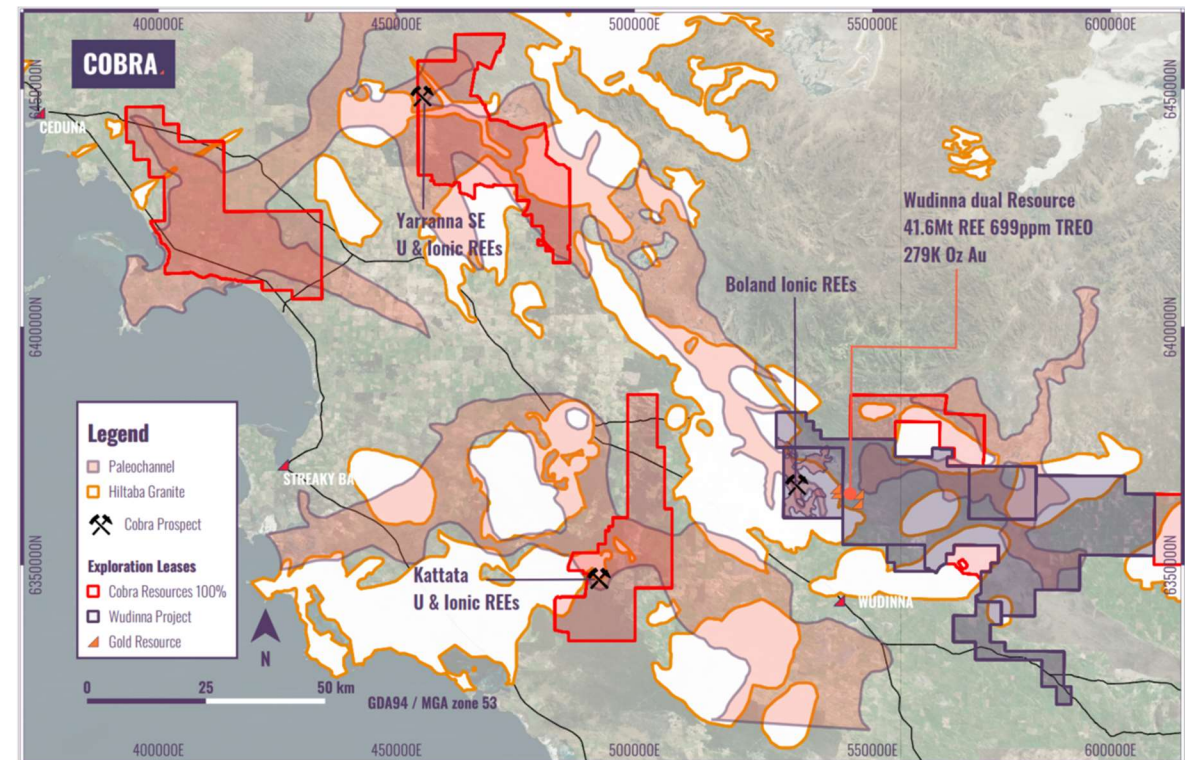 400000E
450000E
500000E
550000E
600000E
COBRA.
6450000N
6450000N
CEDUNA
Wudinna dual Resource
41.6Mt REE 699ppm TREO
279K Oz Au
Yarranna SE
U & Ionic REEs
Boland Ionic REEs
6400000N
6400000N
Legend
Paleochannel
Hiltaba Granite
Cobra Prospect
Exploration Leases
Cobra Resources 100%
Wudinna Project
Gold Resource
STREAKY BA
6350000N
6350000N
Kattata
U & Ionic REEs
WUDINNA
N
0 25 50 km
GDA94 / MGA zone 53
400000E
450000E
500000E
550000E
600000E